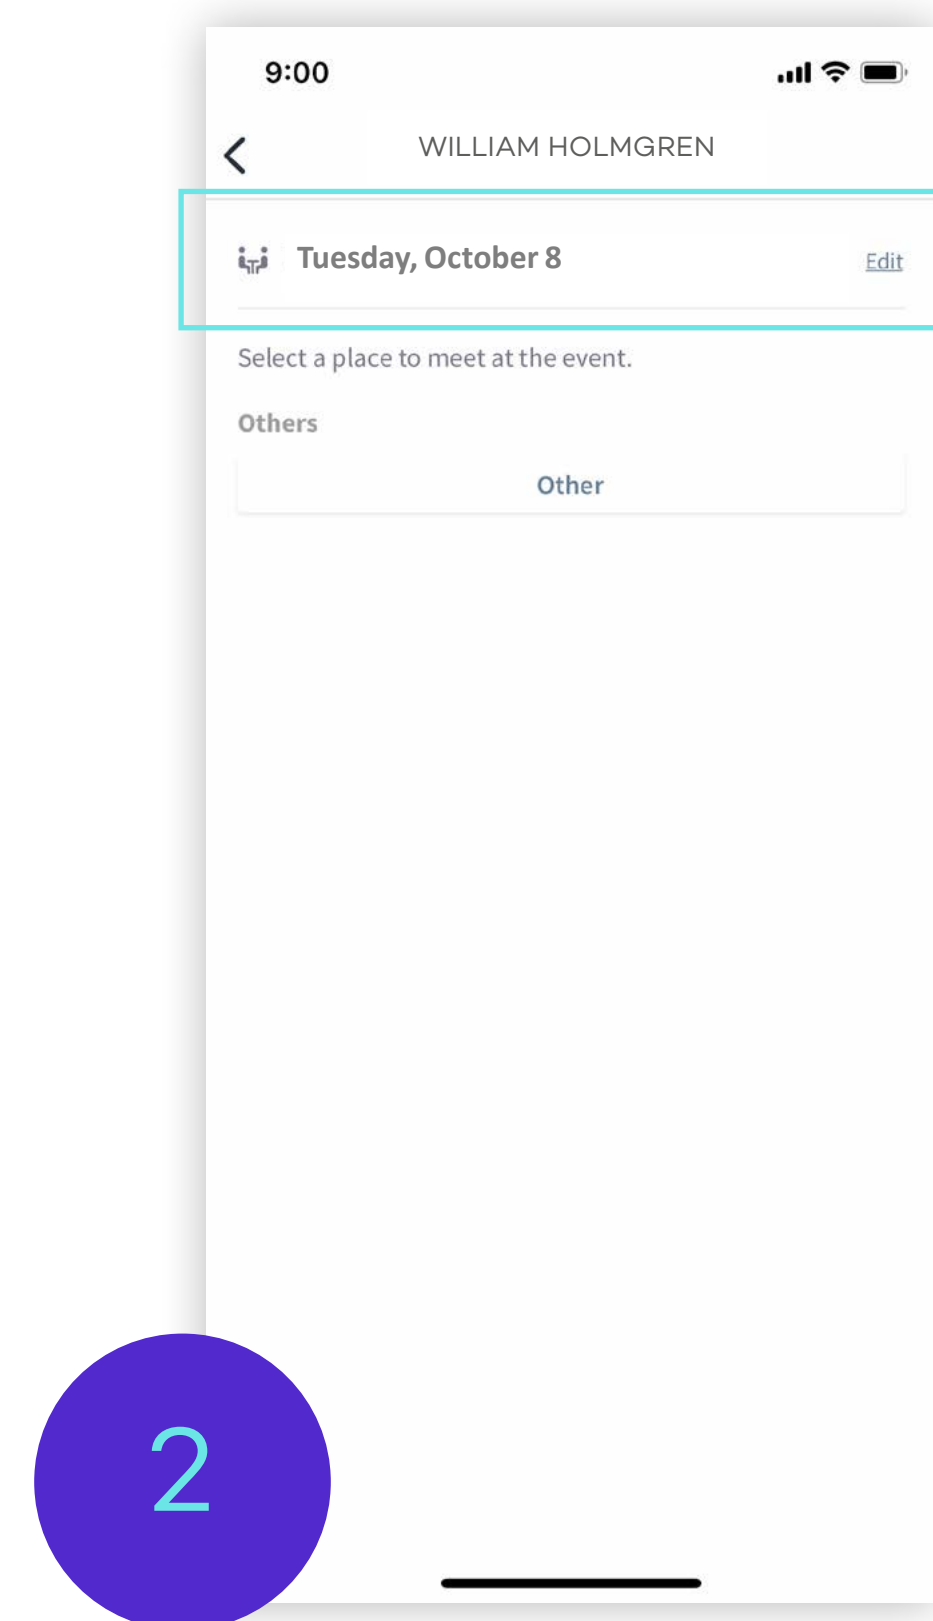 9:00
WILLIAM HOLMGREN
Tuesday, October 8
Edit
Select a place to meet at the event.
Others
Other
2